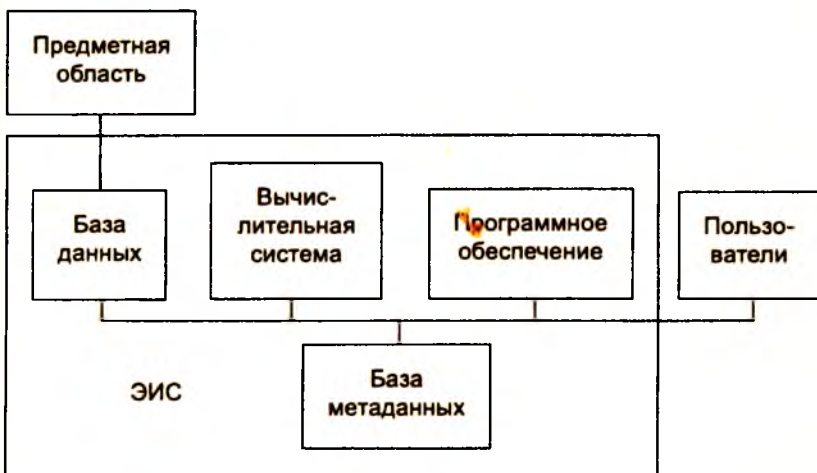 Предметная
область
База
данных
Вычис-
лительная
система
Программное
обеспечение
Пользо-
ватели
ЭИС
База
метаданных